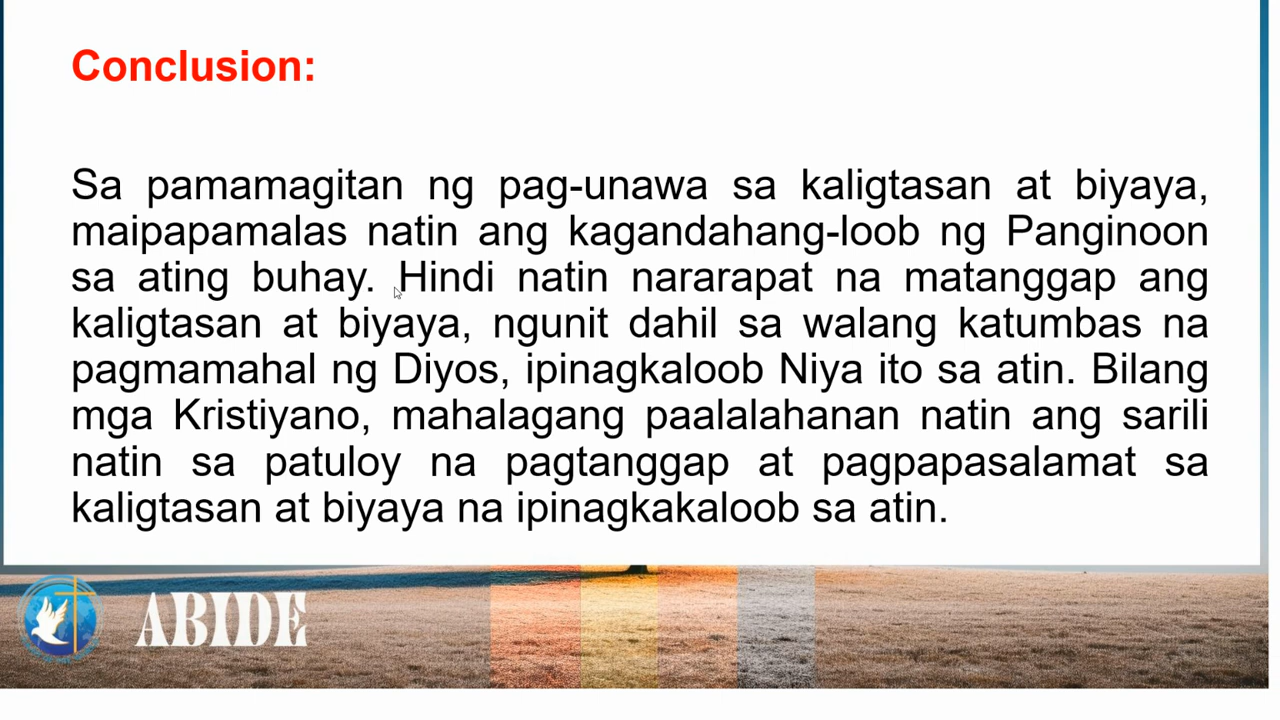 Conclusion:
Sa pamamagitan ng pag-unawa sa kaligtasan at biyaya,
maipapamalas natin ang kagandahang-loob ng Panginoon
sa ating buhay. Hindi natin nararapat na matanggap ang
kaligtasan at biyaya, ngunit dahil sa walang katumbas na
pagmamahal ng Diyos, ipinagkaloob Niya ito sa atin. Bilang
mga Kristiyano, mahalagang paalalahanan natin ang sarili
natin sa patuloy na pagtanggap at pagpapasalamat sa
kaligtasan at biyaya na ipinagkakaloob sa atin.
ABIDE